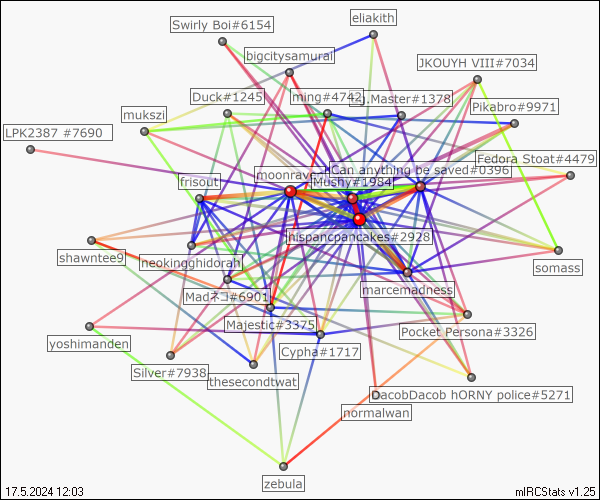 Swirly Boi#6154
eliakith
bigcitysamurai
JKOUYH VIII#7034
Duck#1245
ming#4742
Master#1378
Pikabro#9971
mukszi
LPK2387 #7690
Fedora Stoat#4479
Can anything be saved#0396
moonrave
Mushy#1984
frisout
hispancpancakes#2928
shawntee9
neokingghidorah
somass
marcemadness
Madネコ#6901
Majestic#3375
Pocket Persona#3326
yoshimanden
Cypha#1717
Silver#7938
thesecondtwat
DacobDacob hORNY police#5271
normalwan
zebula
17.5.2024 12:03
mIRCStats v1.25